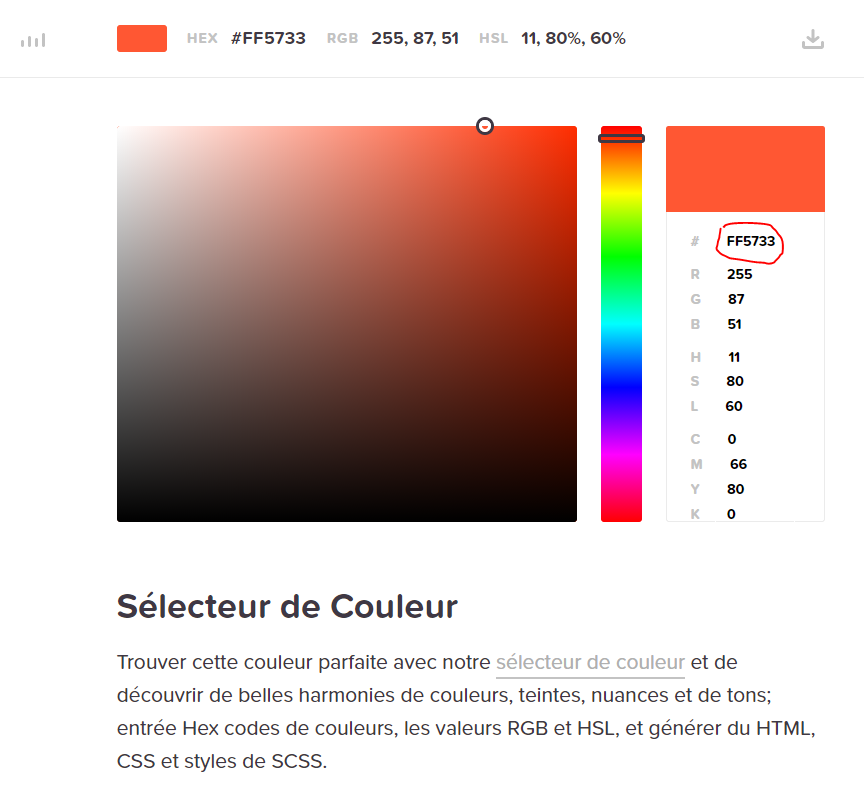 HEX #FF5733 RGB 255, 87, 51 HSL 11, 80%, 60%
# FF5733
R 255
G 87
B 51
H 11
S 80
L 60
C 0
M 66
Y 80
K 0
Sélecteur de Couleur
Trouver cette couleur parfaite avec notre sélecteur de couleur et de
découvrir de belles harmonies de couleurs, teintes, nuances et de tons;
entrée Hex codes de couleurs, les valeurs RGB et HSL, et générer du HTML,
CSS et styles de SCSS.